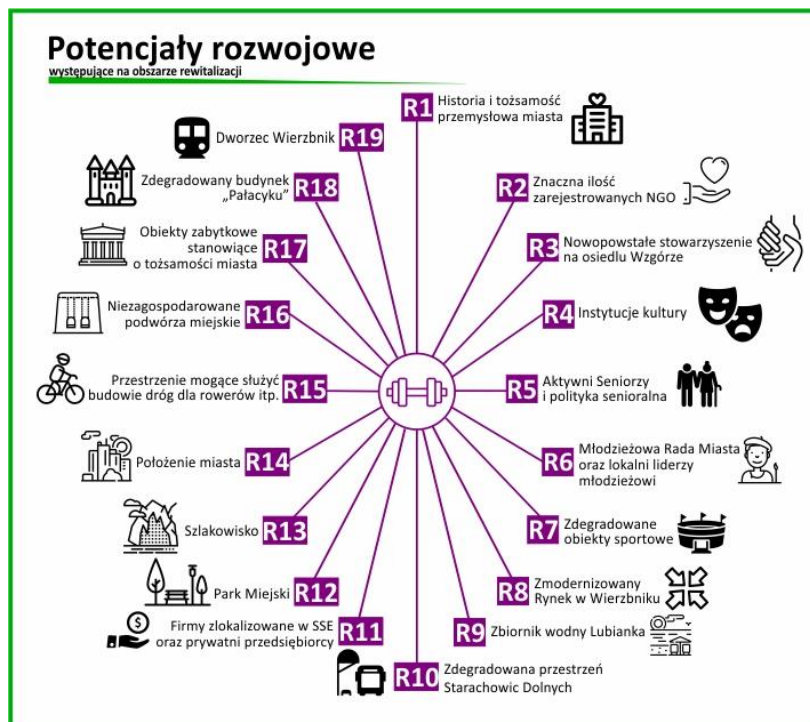 Potencjały rozwojowe
występujące na obszarze rewitalizacji
R1
Historia i tożsamość
przemysłowa miasta
R2
Znaczna ilość
zarejestrowanych NGO
R3
Nowopowstałe stowarzyszenie
na osiedlu Wzgórze
R4
Instytucje kultury
R5
Aktywni Seniorzy
i polityka senioralna
R6
Młodzieżowa Rada Miasta
oraz lokalni liderzy
młodzieżowi
R7
Zdegradowane
obiekty sportowe
R8
Zmodernizowany
Rynek w Wierzbniku
R9
Zbiornik wodny Lubianka
R10
Zdegradowana przestrzeń
Starachowic Dolnych
Firmy zlokalizowane w SSE
oraz prywatni przedsiębiorcy
R11
$
Park Miejski
R12
Szlakowisko
R13
Położenie miasta
R14
Przestrzenie mogące służyć
budowie dróg dla rowerów itp.
R15
Niezagospodarowane
podwórza miejskie
R16
Obiekty zabytkowe
stanowiące
o tożsamości miasta
R17
Zdegradowany budynek
„Pałacyku”
R18
Dworzec Wierzbnik
R19